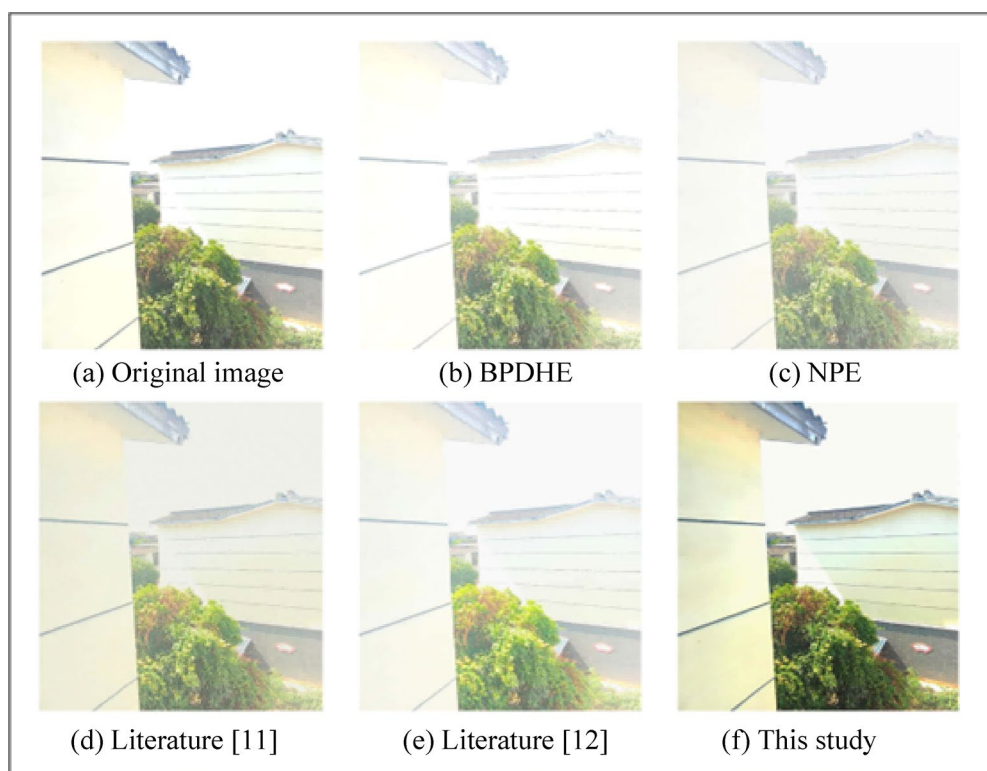 (a) Original image
(b) BPDHE
(c) NPE
(d) Literature [11]
(e) Literature [12]
(f) This study